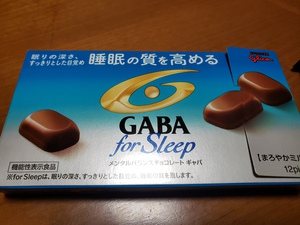 眠りの深さ、
すっきりとした目覚め
睡眠の質を高める
glico
GABA
for Sleep
メンタルバランスチョコレート ギャバ
機能性表示食品
※for Sleepは、眠りの深さ、すっきりとした目覚め、
【まろやかミル
12pi